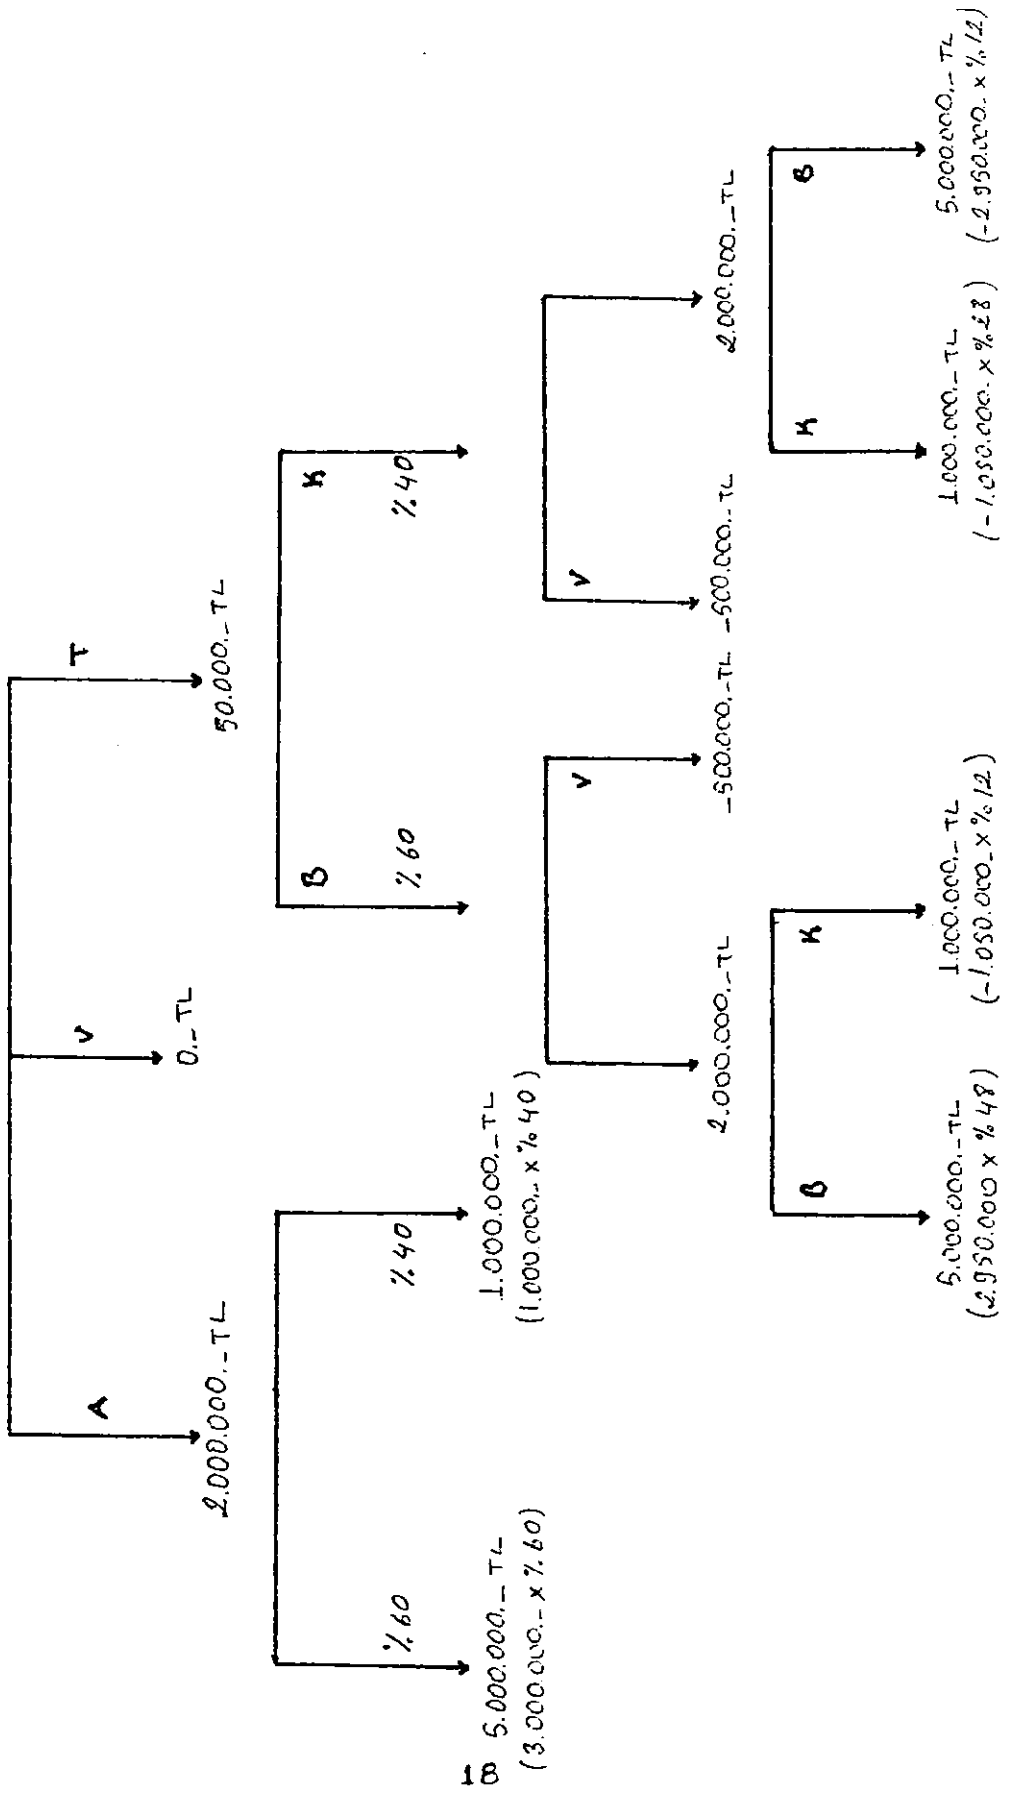 A
V
T
2.000.000.-TL
0.-TL
50.000.-TL
B
K
%60
%40
%60
%40
5.000.000.-TL
(3.000.000.- x %60)
1.000.000.-TL
(1.000.000.- x %40)
V
V
2.000.000.-TL
-500.000.-TL
-500.000.-TL
2.000.000.-TL
B
K
K
B
5.000.000.-TL
(2.950.000 x %48)
1.000.000.-TL
(-1.050.000.- x %12)
1.000.000.-TL
(-1.050.000.- x %28)
5.000.000.-TL
(-2.950.000.- x %12)
18